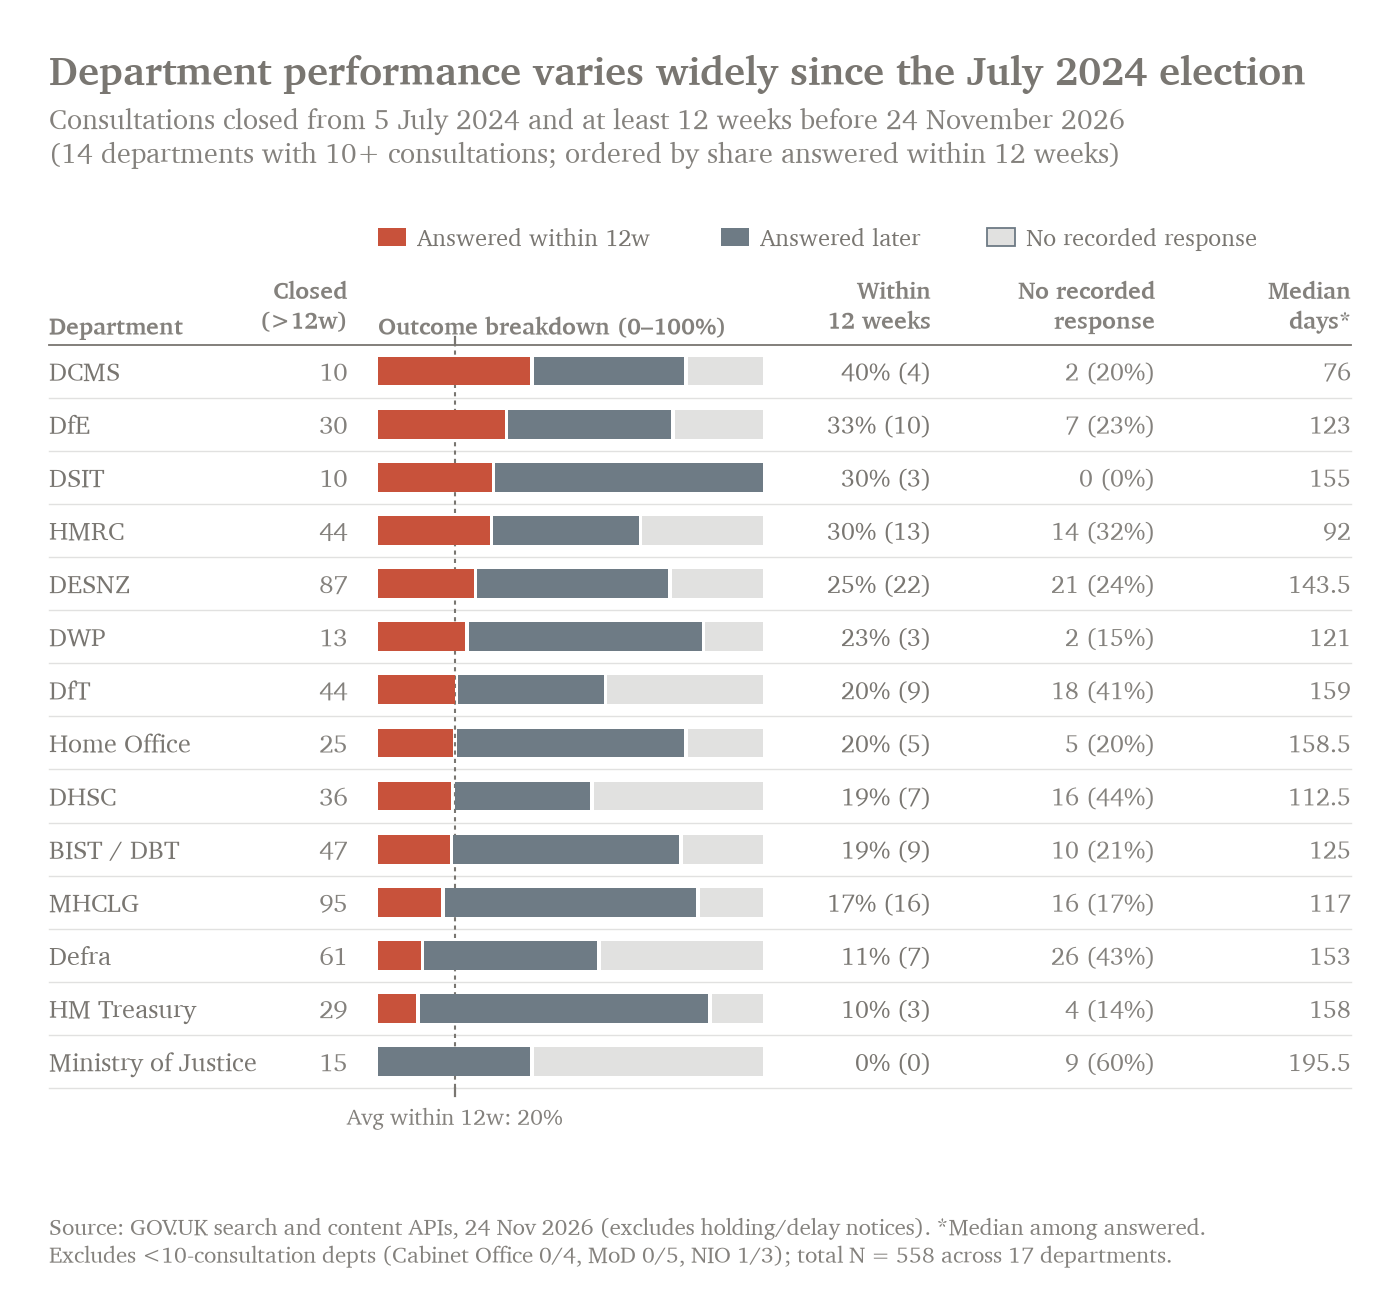 Department performance varies widely since the July 2024 election
Consultations closed from 5 July 2024 and at least 12 weeks before 24 November 2026
(14 departments with 10+ consultations; ordered by share answered within 12 weeks)
Answered within 12w Answered later No recorded response
Closed Within No recorded Median
Department (>12w) Outcome breakdown (0–100%) 12 weeks response days*
DCMS 10 40% (4) 2 (20%) 76
DfE 30 33% (10) 7 (23%) 123
DSIT 10 30% (3) 0 (0%) 155
HMRC 44 30% (13) 14 (32%) 92
DESNZ 87 25% (22) 21 (24%) 143.5
DWP 13 23% (3) 2 (15%) 121
DfT 44 20% (9) 18 (41%) 159
Home Office 25 20% (5) 5 (20%) 158.5
DHSC 36 19% (7) 16 (44%) 112.5
BIST / DBT 47 19% (9) 10 (21%) 125
MHCLG 95 17% (16) 16 (17%) 117
Defra 61 11% (7) 26 (43%) 153
HM Treasury 29 10% (3) 4 (14%) 158
Ministry of Justice 15 0% (0) 9 (60%) 195.5
Avg within 12w: 20%
Source: GOV.UK search and content APIs, 24 Nov 2026 (excludes holding/delay notices). *Median among answered.
Excludes <10-consultation depts (Cabinet Office 0/4, MoD 0/5, NIO 1/3); total N = 558 across 17 departments.